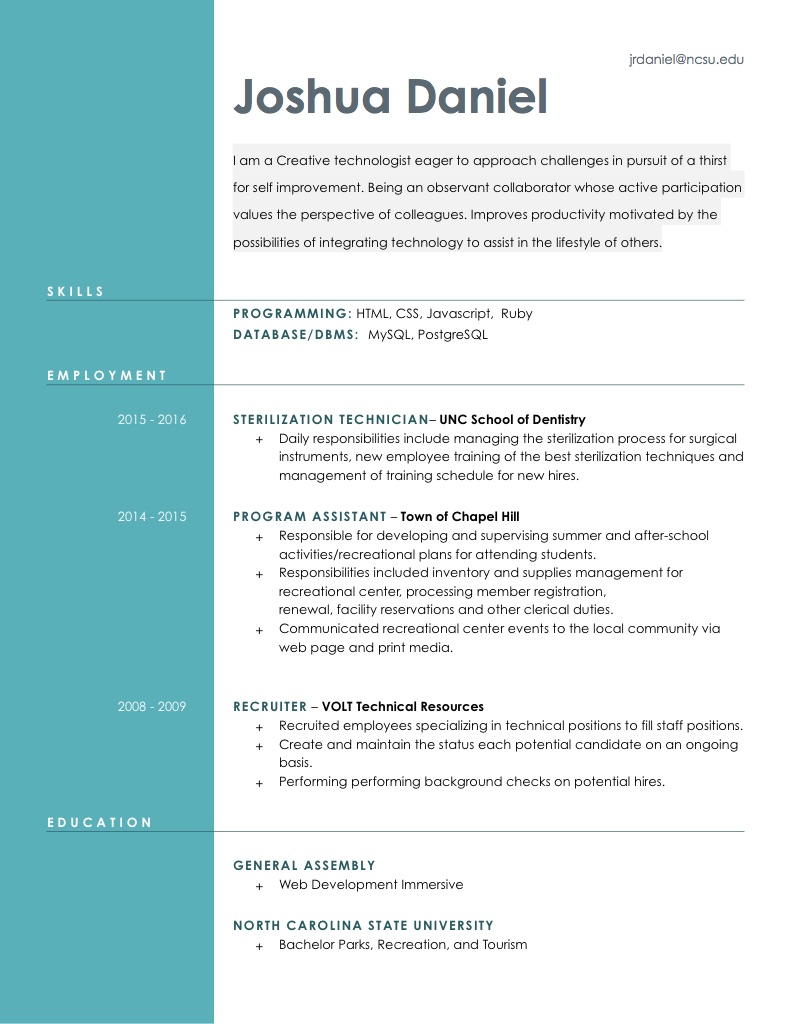 jrdaniel@ncsu.edu
Joshua Daniel
I am a Creative technologist eager to approach challenges in pursuit of a thirst
for self improvement. Being an observant collaborator whose active participation
values the perspective of colleagues. Improves productivity motivated by the
possibilities of integrating technology to assist in the lifestyle of others.
SKILLS
PROGRAMMING: HTML, CSS, Javascript, Ruby
DATABASE/DBMS: MySQL, PostgreSQL
EMPLOYMENT
2015 - 2016 STERILIZATION TECHNICIAN– UNC School of Dentistry
+ Daily responsibilities include managing the sterilization process for surgical
instruments, new employee training of the best sterilization techniques and
management of training schedule for new hires.
2014 - 2015 PROGRAM ASSISTANT – Town of Chapel Hill
+ Responsible for developing and supervising summer and after-school
activities/recreational plans for attending students.
+ Responsibilities included inventory and supplies management for
recreational center, processing member registration,
renewal, facility reservations and other clerical duties.
+ Communicated recreational center events to the local community via
web page and print media.
2008 - 2009 RECRUITER – VOLT Technical Resources
+ Recruited employees specializing in technical positions to fill staff positions.
+ Create and maintain the status each potential candidate on an ongoing
basis.
+ Performing performing background checks on potential hires.
EDUCATION
GENERAL ASSEMBLY
+ Web Development Immersive
NORTH CAROLINA STATE UNIVERSITY
+ Bachelor Parks, Recreation, and Tourism